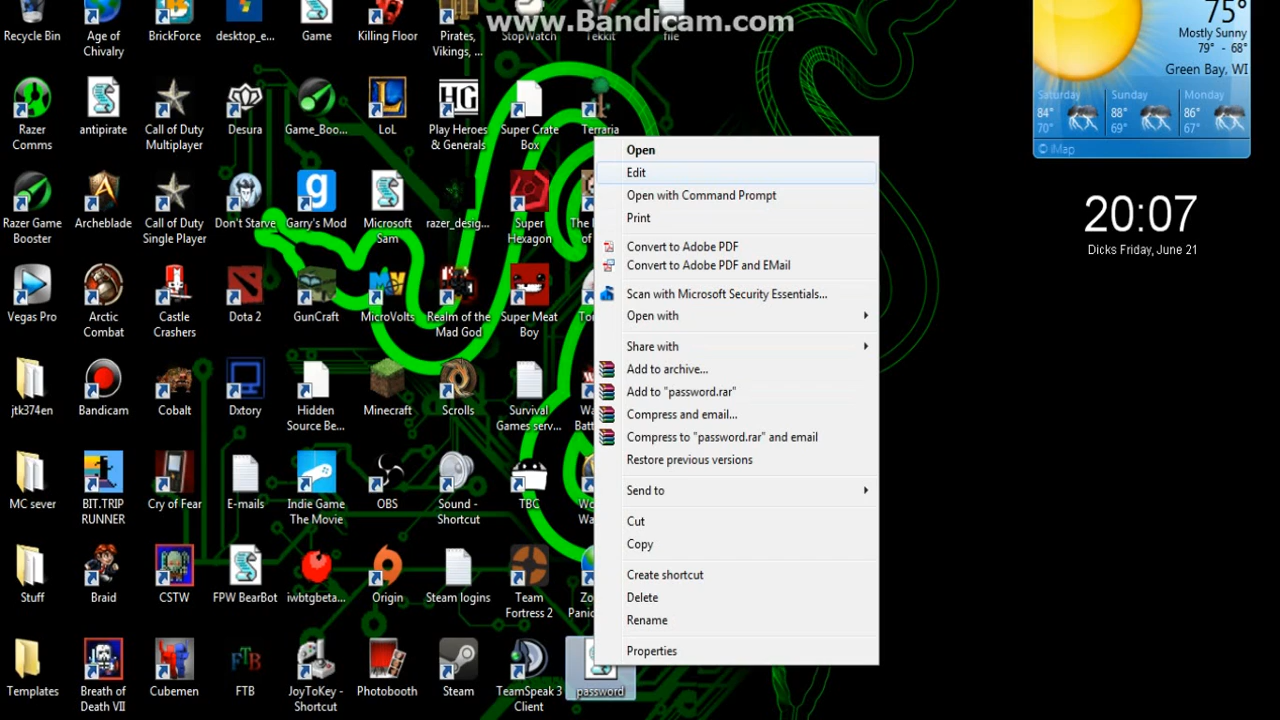 www.Bandicam.com
Recycle Bin
Age of
Chivalry
BrickForce
desktop_e...
Game
Killing Floor
Pirates,
Vikings, ...
StopWatch
Tekkit
file
Razer
Comms
antipirate
Call of Duty
Multiplayer
Desura
Game_Boo...
LoL
Play Heroes
& Generals
Super Crate
Box
Terraria
Razer Game
Booster
Archeblade
Call of Duty
Single Player
Don't Starve
Garry's Mod
Microsoft
Sam
razer_desig...
Super
Hexagon
Vegas Pro
Arctic
Combat
Castle
Crashers
Dota 2
GunCraft
MicroVolts
Realm of the
Mad God
Super Meat
Boy
jtk374en
Bandicam
Cobalt
Dxtory
Hidden
Source Be...
Minecraft
Scrolls
Survival
Games serv...
MC sever
BIT.TRIP
RUNNER
Cry of Fear
E-mails
Indie Game
The Movie
OBS
Sound -
Shortcut
TBC
Stuff
Braid
CSTW
FPW BearBot
iwbtgbeta...
Origin
Steam logins
Team
Fortress 2
Templates
Breath of
Death VII
Cubemen
FTB
JoyToKey -
Shortcut
Photobooth
Steam
TeamSpeak 3
Client
password
Open
Edit
Open with Command Prompt
Print
Convert to Adobe PDF
Convert to Adobe PDF and EMail
Scan with Microsoft Security Essentials...
Open with
Share with
Add to archive...
Add to "password.rar"
Compress and email...
Compress to "password.rar" and email
Restore previous versions
Send to
Cut
Copy
Create shortcut
Delete
Rename
Properties
75°
Mostly Sunny
79° - 68°
Green Bay, WI
Saturday
84°
70°
Sunday
88°
69°
Monday
86°
67°
© iMap
20:07
Dicks Friday, June 21